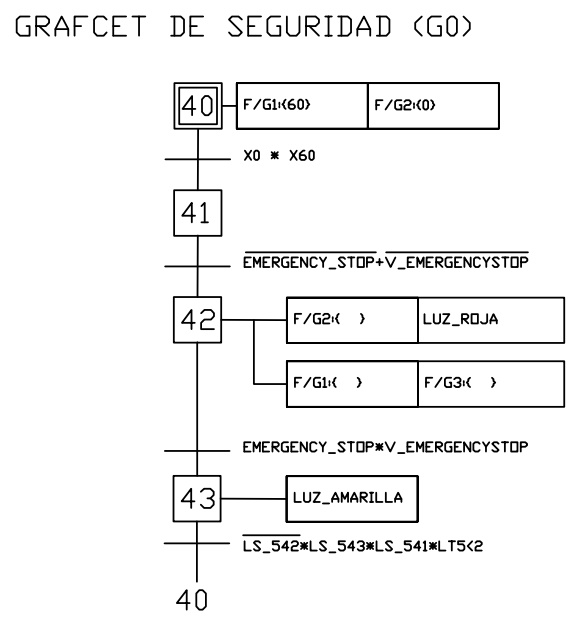 GRAFCET DE SEGURIDAD (G0)
40 F/G1:(60) F/G2:(0)
X0 * X60
41
EMERGENCY_STOP+V_EMERGENCYSTOP
42 F/G2:( ) LUZ_ROJA
F/G1:( ) F/G3:( )
EMERGENCY_STOP*V_EMERGENCYSTOP
43 LUZ_AMARILLA
LS_542*LS_543*LS_541*LT5<2
40